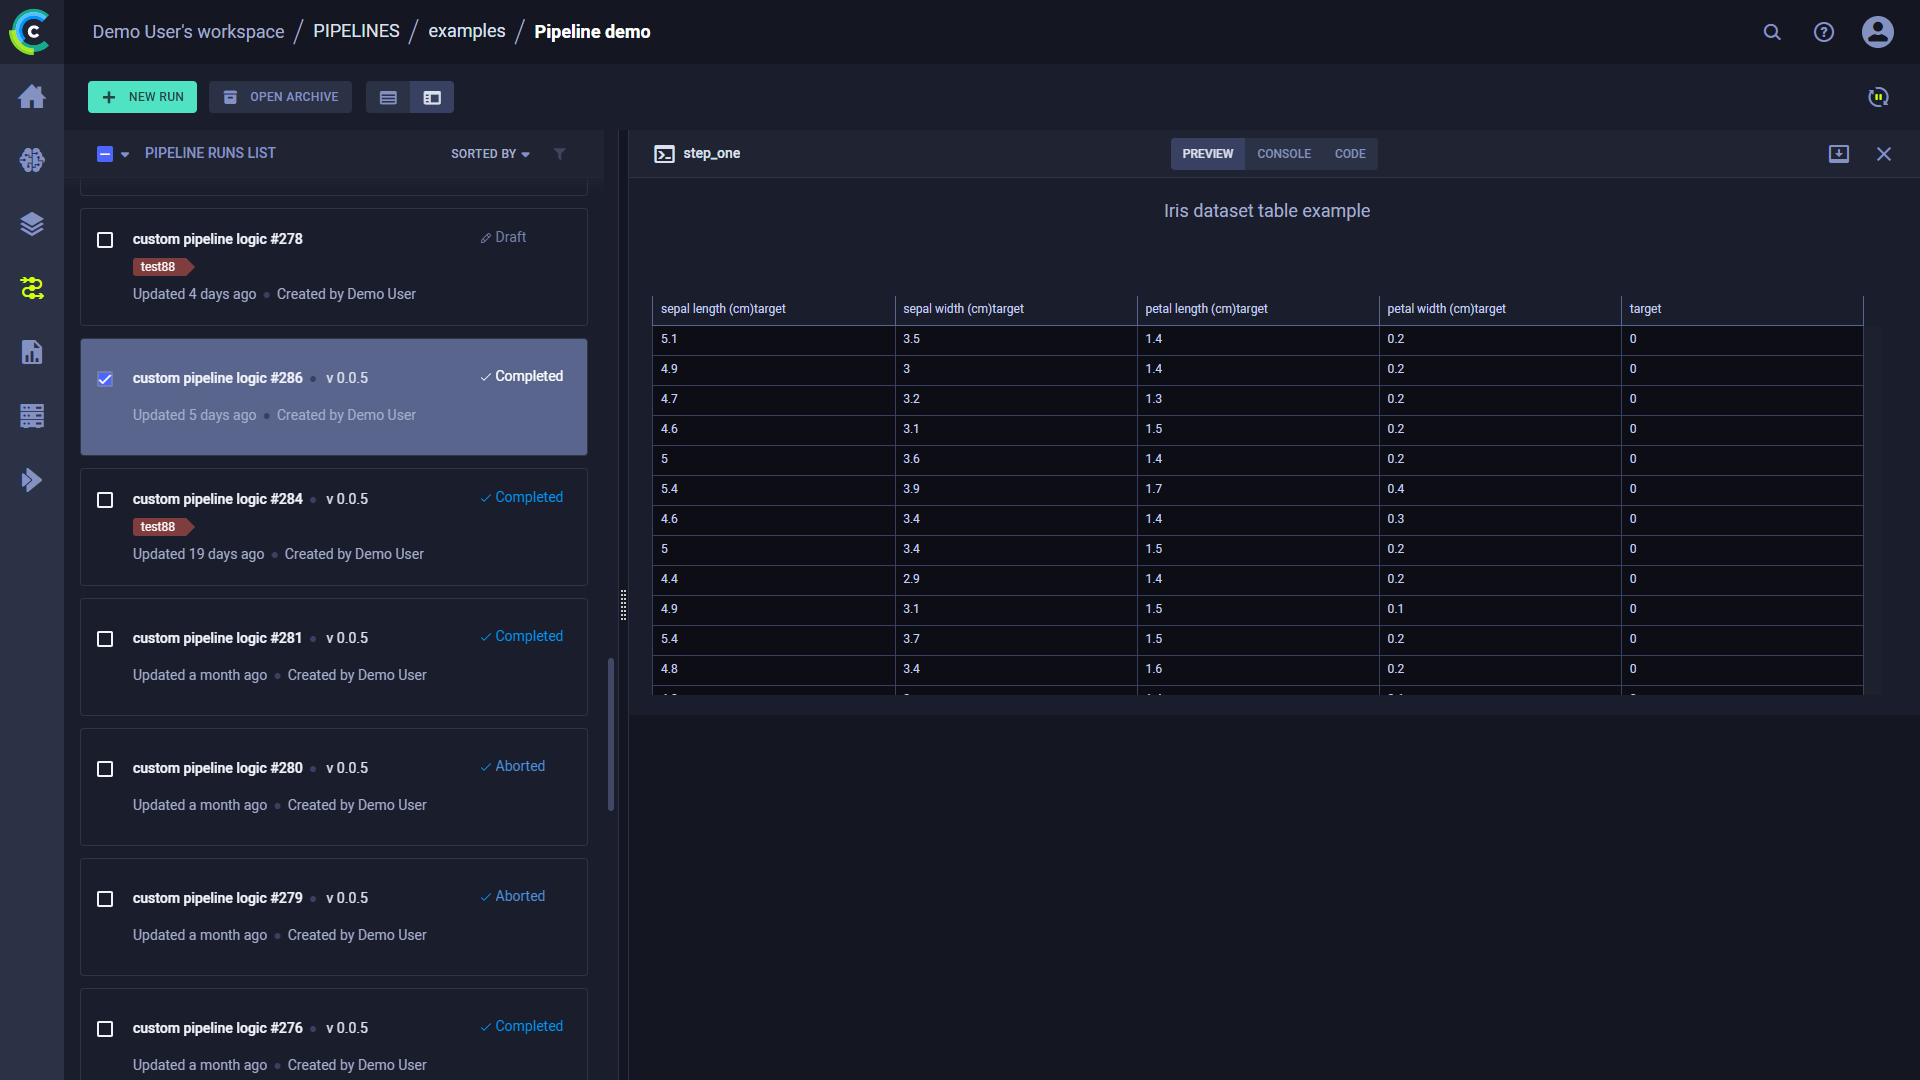 Demo User's workspace / PIPELINES / examples / Pipeline demo
NEW RUN
OPEN ARCHIVE
PIPELINE RUNS LIST
SORTED BY
custom pipeline logic #278
Draft
test88
Updated 4 days ago • Created by Demo User
custom pipeline logic #286 • v 0.0.5
Completed
Updated 5 days ago • Created by Demo User
custom pipeline logic #284 • v 0.0.5
Completed
test88
Updated 19 days ago • Created by Demo User
custom pipeline logic #281 • v 0.0.5
Completed
Updated a month ago • Created by Demo User
custom pipeline logic #280 • v 0.0.5
Aborted
Updated a month ago • Created by Demo User
custom pipeline logic #279 • v 0.0.5
Aborted
Updated a month ago • Created by Demo User
custom pipeline logic #276 • v 0.0.5
Completed
Updated a month ago • Created by Demo User
step_one
PREVIEW CONSOLE CODE
Iris dataset table example
sepal length (cm)target sepal width (cm)target petal length (cm)target petal width (cm)target target
5.1 3.5 1.4 0.2 0
4.9 3 1.4 0.2 0
4.7 3.2 1.3 0.2 0
4.6 3.1 1.5 0.2 0
5 3.6 1.4 0.2 0
5.4 3.9 1.7 0.4 0
4.6 3.4 1.4 0.3 0
5 3.4 1.5 0.2 0
4.4 2.9 1.4 0.2 0
4.9 3.1 1.5 0.1 0
5.4 3.7 1.5 0.2 0
4.8 3.4 1.6 0.2 0